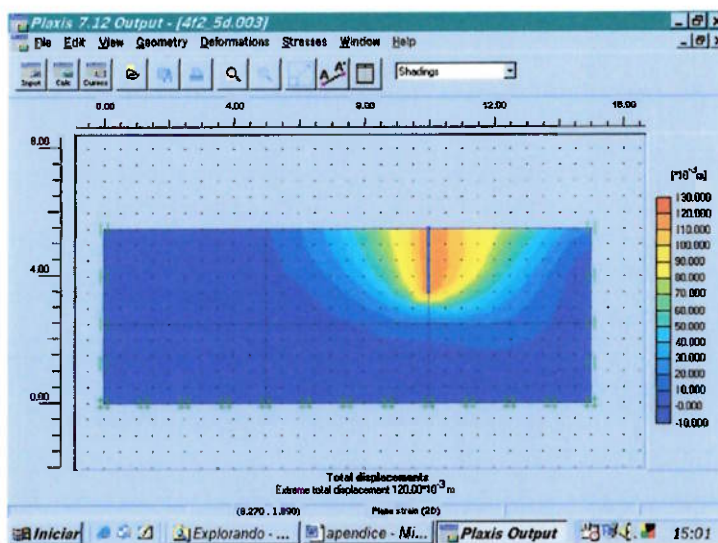 Plaxis 7.12 Output - [4f2_5d.003]
File Edit View Geometry Deformations Stresses Window Help
Input Calc Curves Shadings
0.00 4.00 8.00 12.00 16.00
8.00
4.00
0.00
[*10⁻³m]
130.000
120.000
110.000
100.000
90.000
80.000
70.000
60.000
50.000
40.000
30.000
20.000
10.000
-0.000
-10.000
Total displacements
Extreme total displacement 120.00*10⁻³ m
(8.270 , 1.890) Plane strain (2D)
Iniciar Explorando - ... apendice - Mi... Plaxis Output 15:01